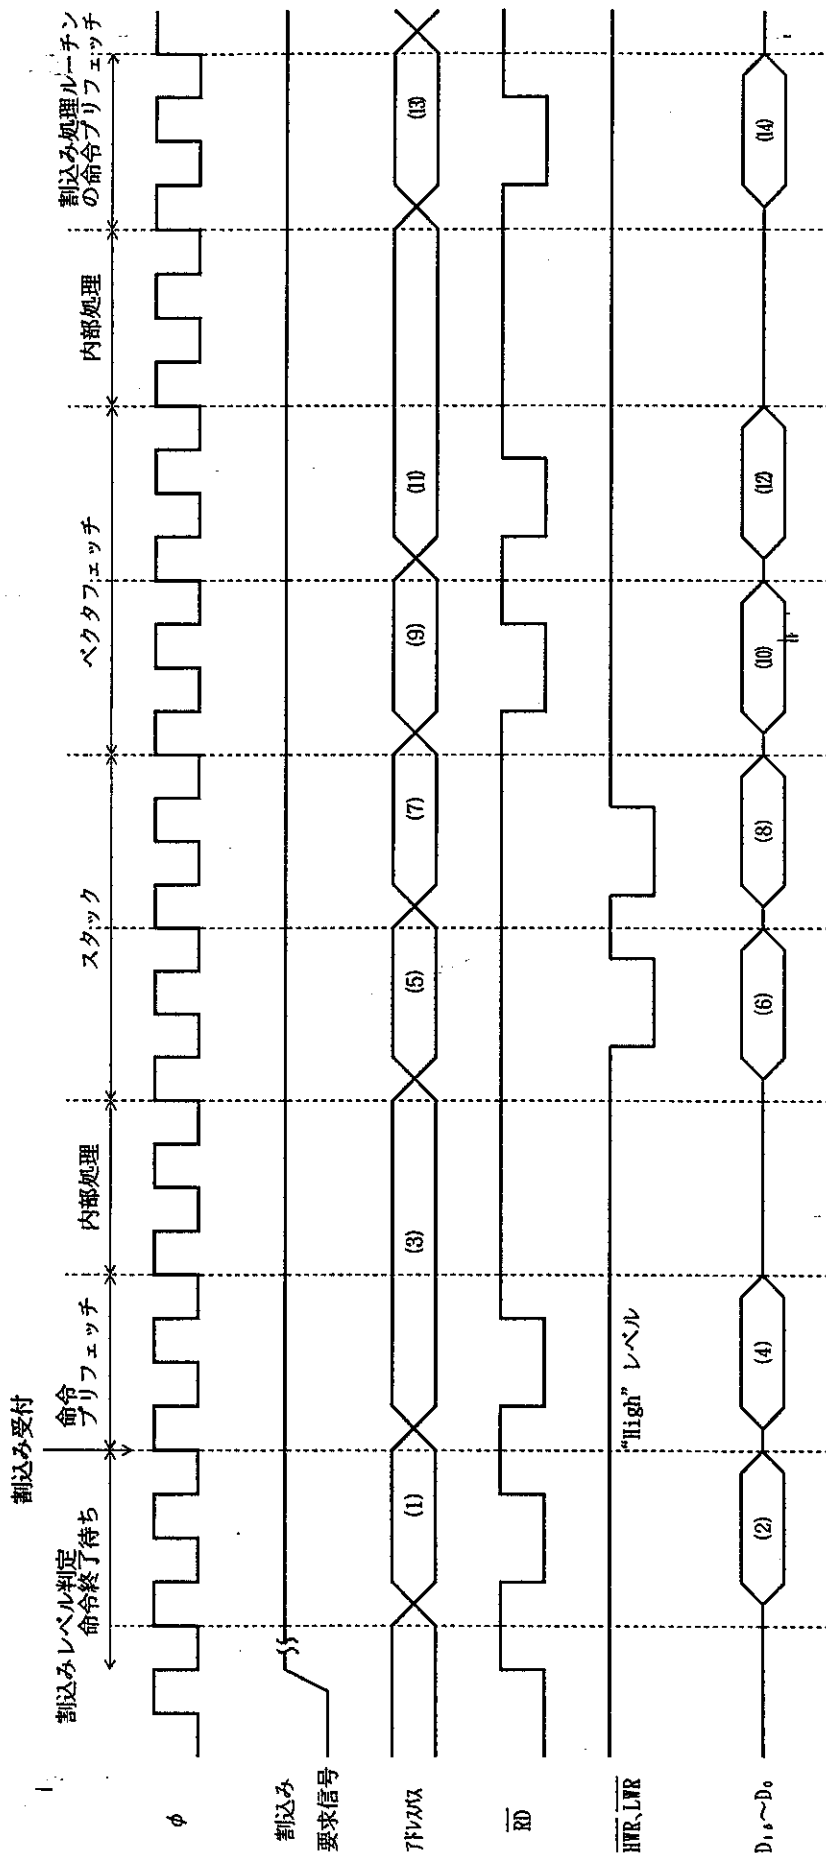 割込み受付
割込みレベル判定
命令終了待ち
命令
プリフェッチ
内部処理
スタック
ベクタフェッチ
内部処理
割込み処理ルーチン
の命令プリフェッチ
φ
割込み
要求信号
アドレスバス
(1)
(3)
(5)
(7)
(9)
(11)
(13)
RD
HWR、LWR
“High” レベル
D₁₅～D₀
(2)
(4)
(6)
(8)
(10)
(12)
(14)